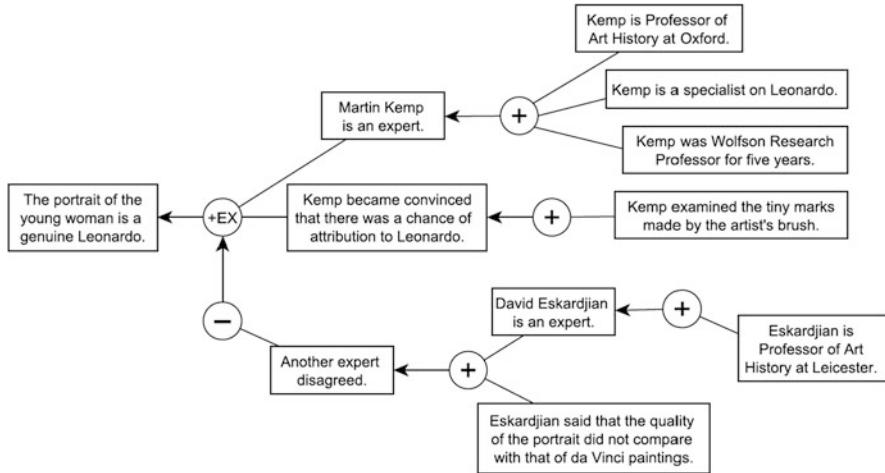 Kemp is Professor of
Art History at Oxford.
Martin Kemp
is an expert.
+
Kemp is a specialist on Leonardo.
Kemp was Wolfson Research
Professor for five years.
The portrait of the
young woman is a
genuine Leonardo.
+EX
Kemp became convinced
that there was a chance of
attribution to Leonardo.
+
Kemp examined the tiny marks
made by the artist's brush.
−
Another expert
disagreed.
+
David Eskardjian
is an expert.
+
Eskardjian is
Professor of Art
History at Leicester.
Eskardjian said that the quality
of the portrait did not compare
with that of da Vinci paintings.